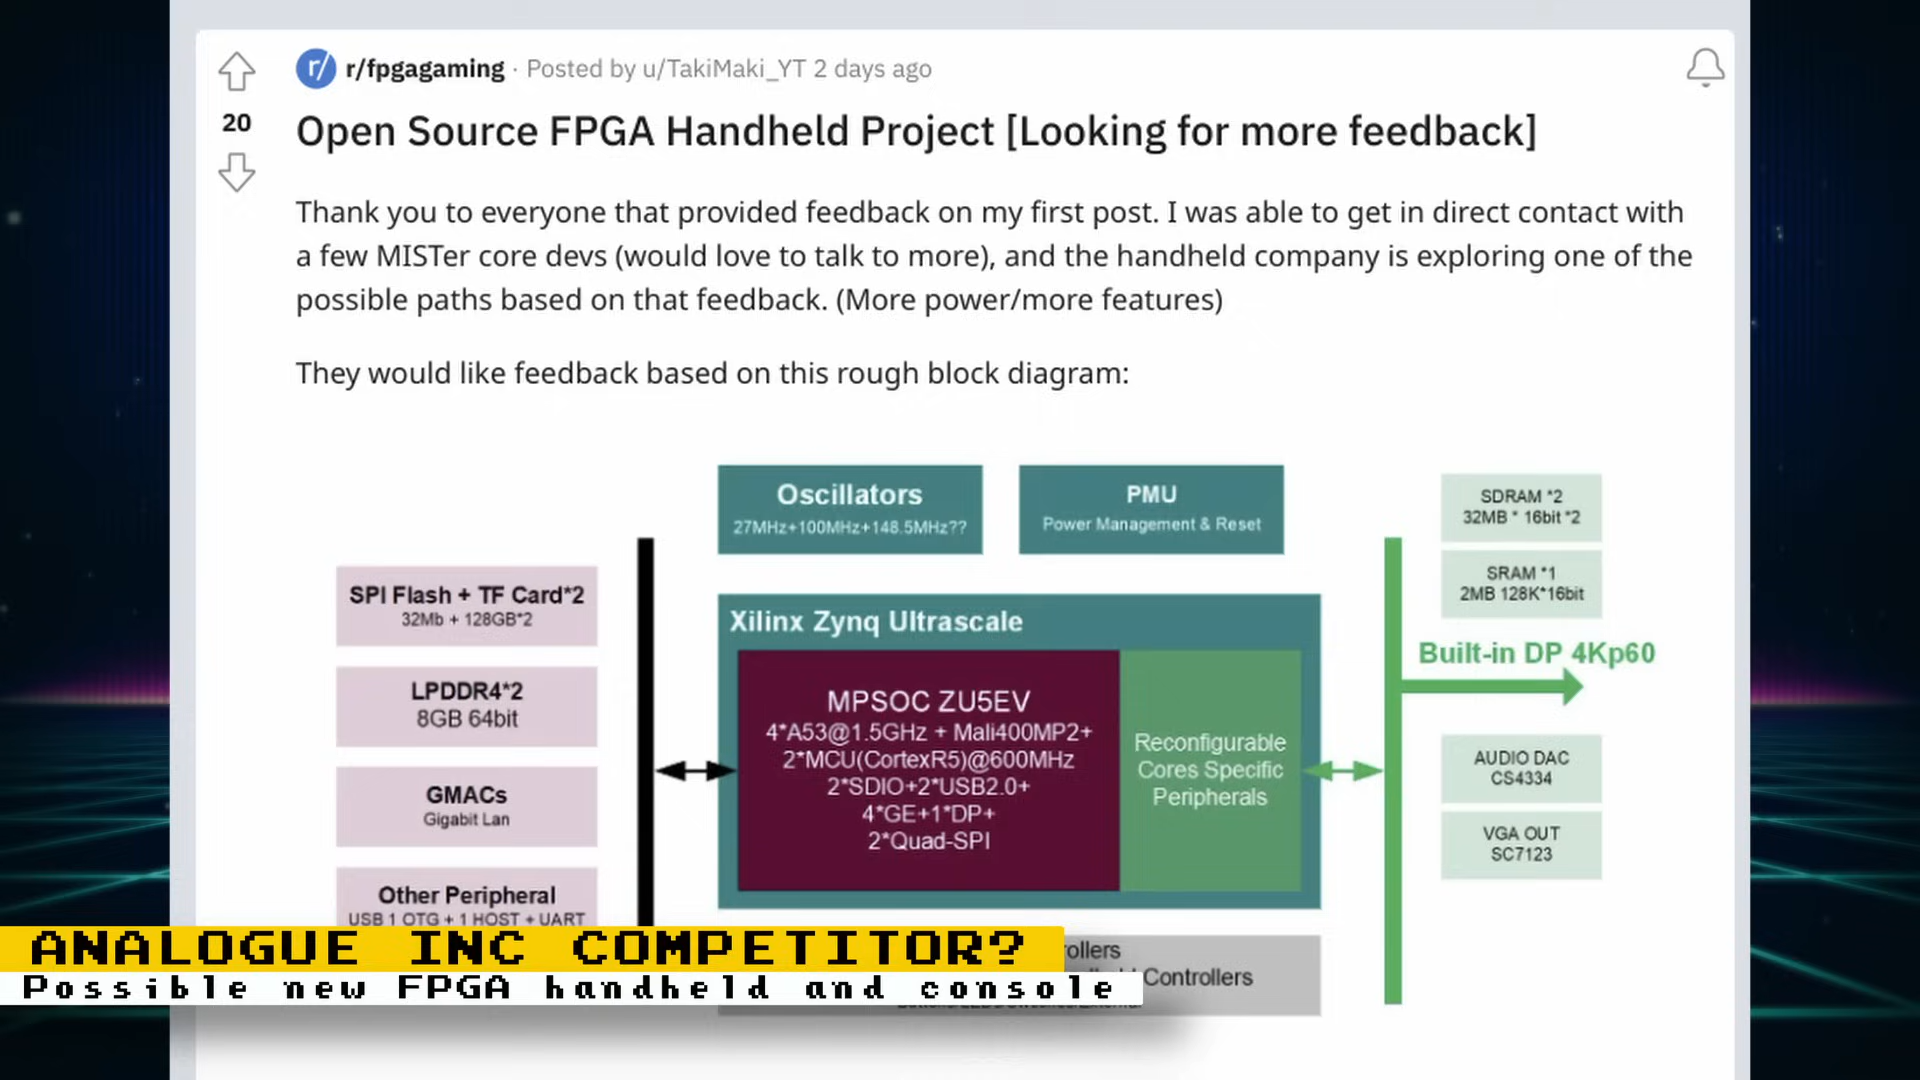 r/ r/fpgagaming · Posted by u/TakiMaki_YT 2 days ago
20
Open Source FPGA Handheld Project [Looking for more feedback]
Thank you to everyone that provided feedback on my first post. I was able to get in direct contact with
a few MISTer core devs (would love to talk to more), and the handheld company is exploring one of the
possible paths based on that feedback. (More power/more features)
They would like feedback based on this rough block diagram:
Oscillators
27MHz+100MHz+148.5MHz??
PMU
Power Management & Reset
SDRAM *2
32MB * 16bit *2
SRAM *1
2MB 128K*16bit
SPI Flash + TF Card*2
32Mb + 128GB*2
LPDDR4*2
8GB 64bit
GMACs
Gigabit Lan
Other Peripheral
USB 1 OTG + 1 HOST + UART
Xilinx Zynq Ultrascale
MPSOC ZU5EV
4*A53@1.5GHz + Mali400MP2+
2*MCU(CortexR5)@600MHz
2*SDIO+2*USB2.0+
4*GE+1*DP+
2*Quad-SPI
Reconfigurable
Cores Specific
Peripherals
Built-in DP 4Kp60
AUDIO DAC
CS4334
VGA OUT
SC7123
rollers
Controllers
ANALOGUE INC COMPETITOR?
Possible new FPGA handheld and console